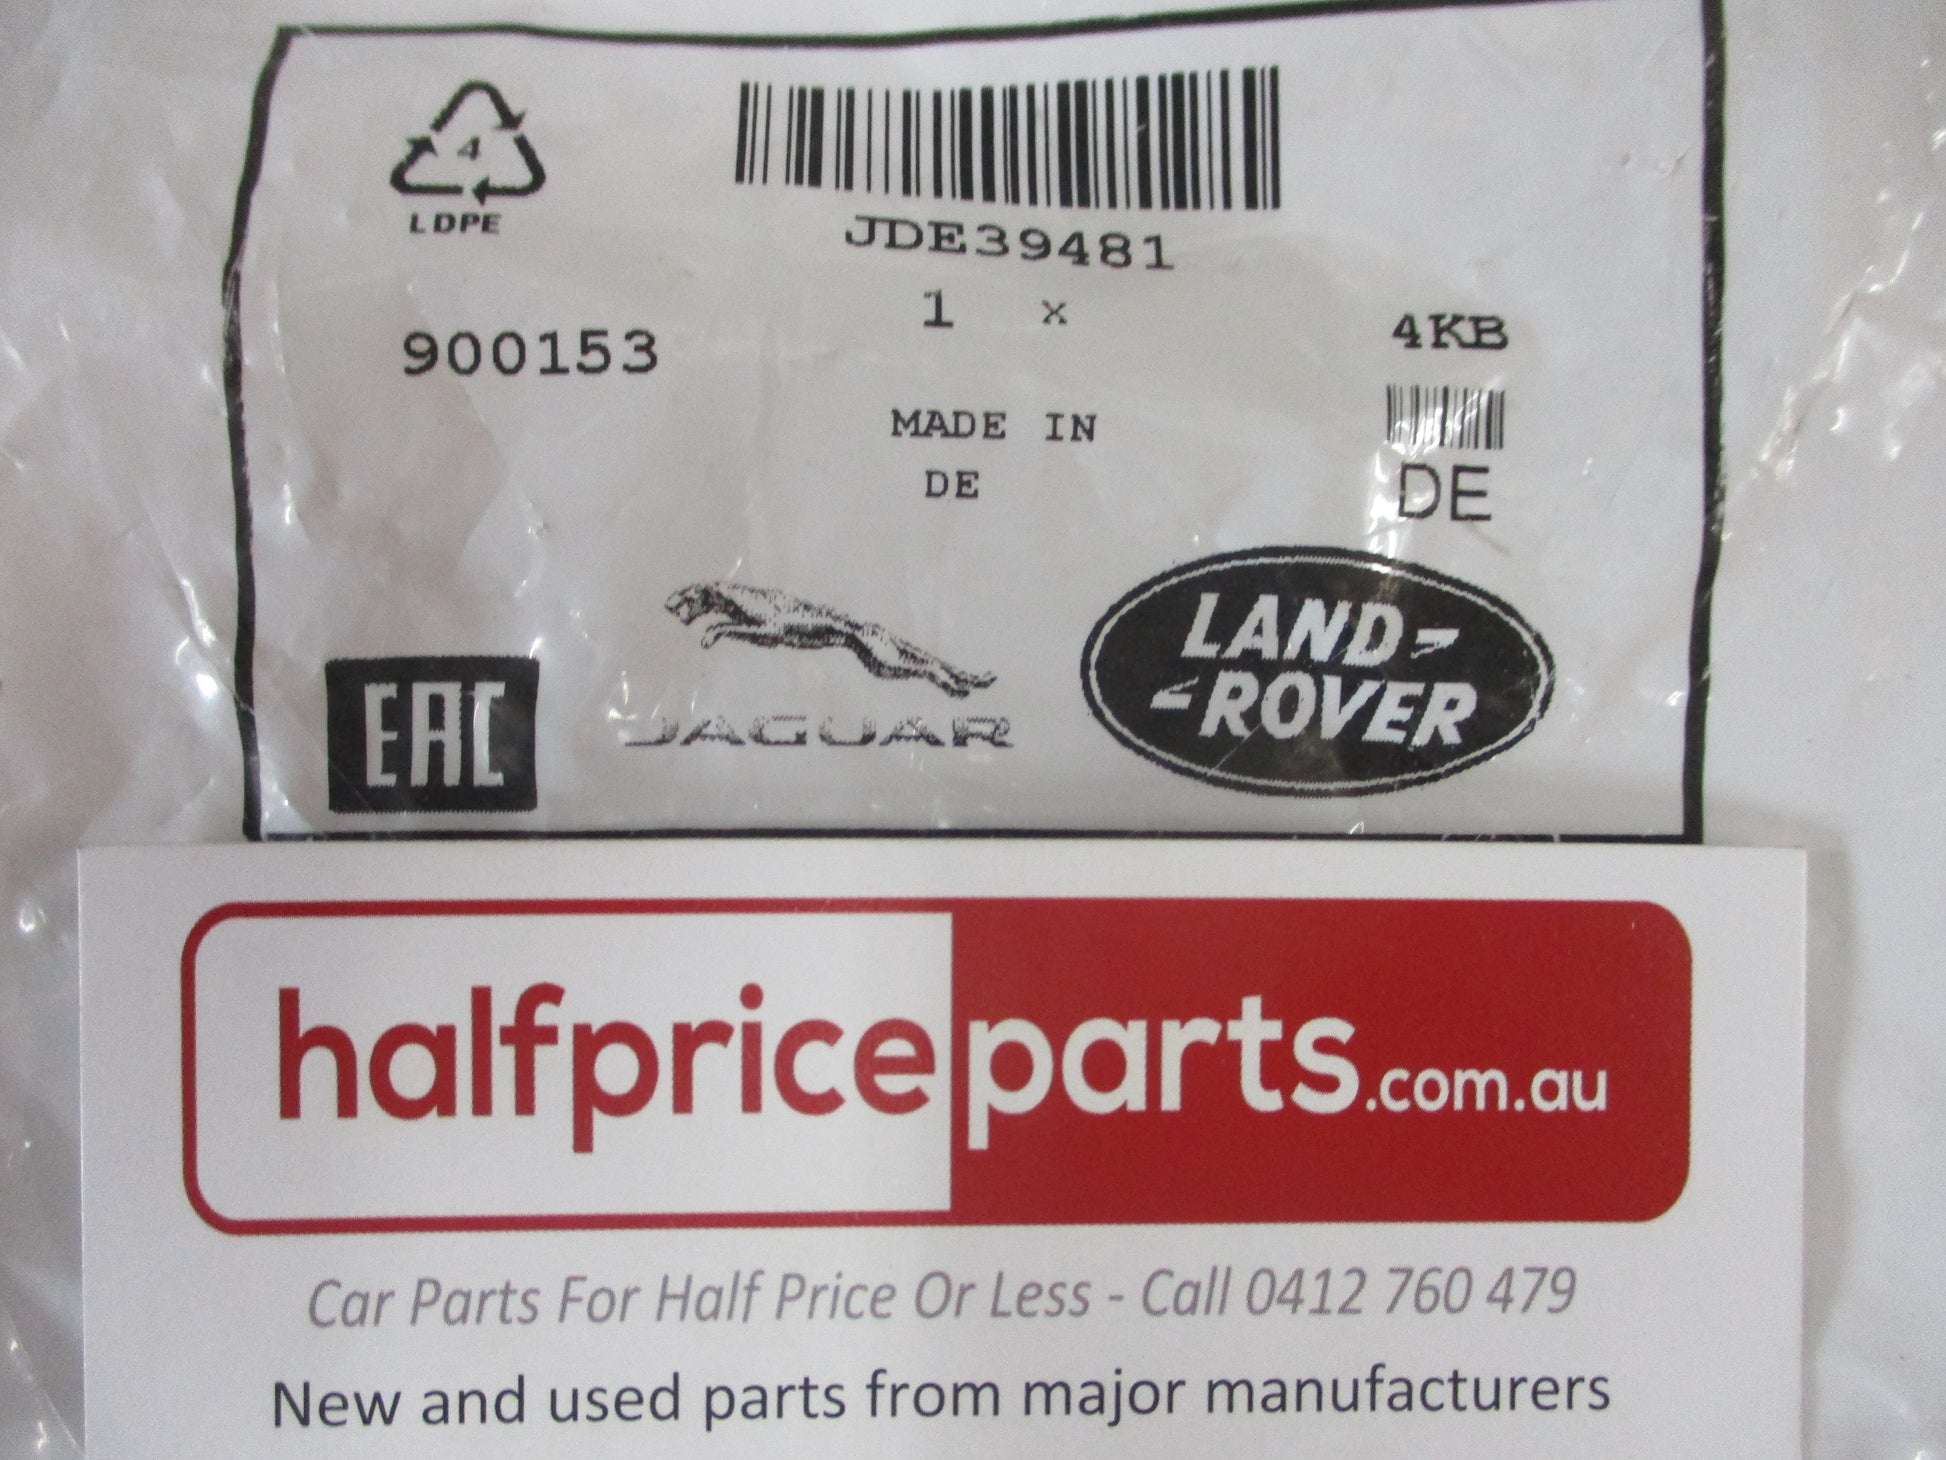 4
LDPE
JDE39481
1 x
900153
4KB
MADE IN
DE
DE
EAC
JAGUAR
LAND
ROVER
halfpriceparts.com.au
Car Parts For Half Price Or Less - Call 0412 760 479
New and used parts from major manufacturers